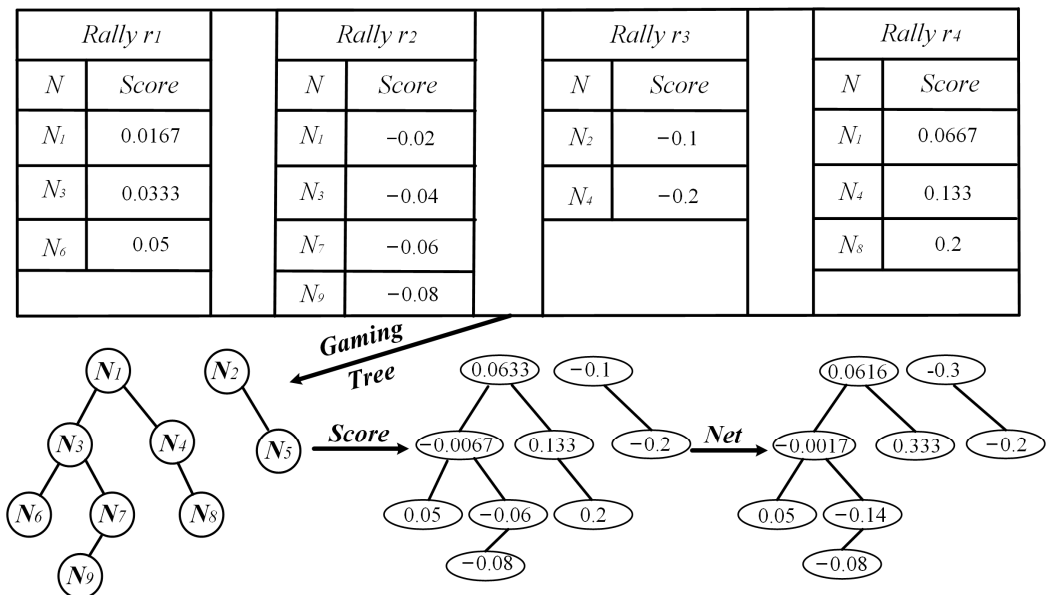 Rally r1 Rally r2 Rally r3 Rally r4
N Score N Score N Score N Score
N1 0.0167 N1 −0.02 N2 −0.1 N1 0.0667
N3 0.0333 N3 −0.04 N4 −0.2 N4 0.133
N6 0.05 N7 −0.06 N8 0.2
N9 −0.08
Gaming
Tree
N1 N2 0.0633 −0.1 0.0616 -0.3
N3 N4 N5 Score −0.0067 0.133 −0.2 Net −0.0017 0.333 −0.2
N6 N7 N8 0.05 −0.06 0.2 0.05 −0.14
N9 −0.08 −0.08